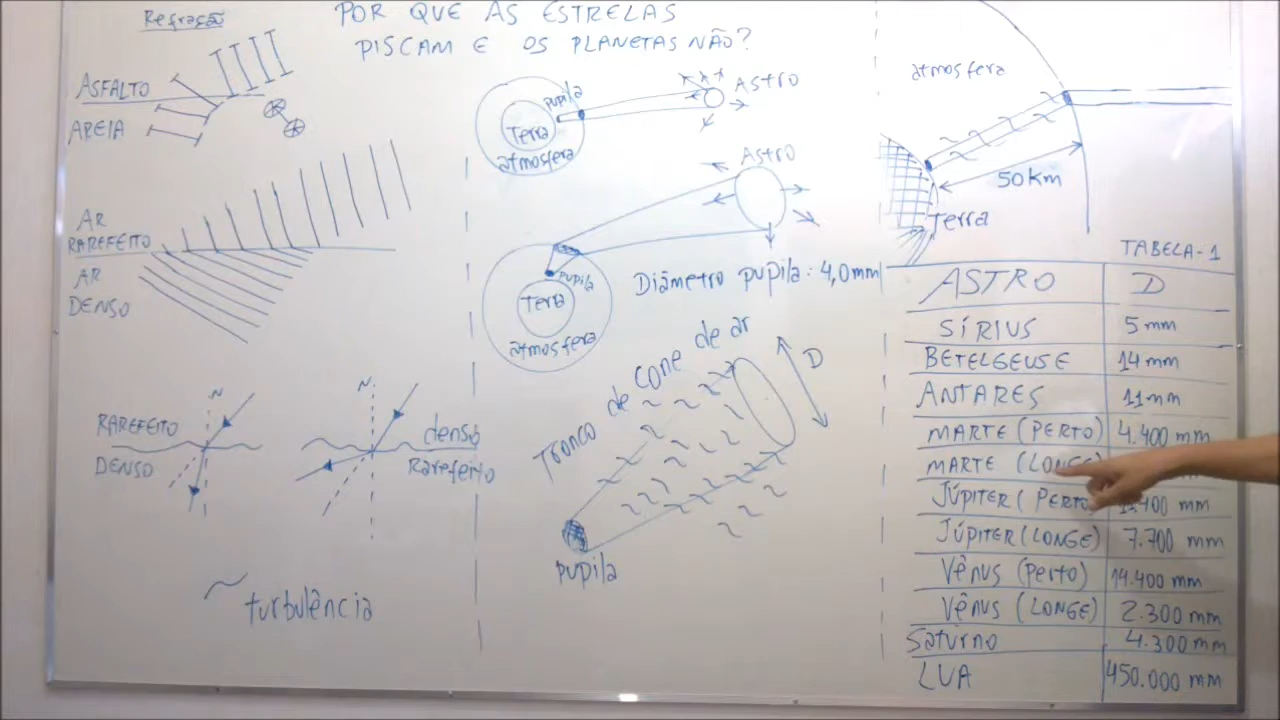 Refração
ASFALTO
AREIA
AR
RAREFEITO
AR
DENSO
N
RAREFEITO
DENSO
N
denso
Rarefeito
~ turbulência
POR QUE AS ESTRELAS
PISCAM E OS PLANETAS NÃO?
pupila
Astro
Terra
atmosfera
Astro
pupila
Terra
atmosfera
Diâmetro pupila: 4,0mm
Tronco de cone de ar
D
pupila
atmosfera
50km
Terra
TABELA-1
ASTRO D
SÍRIUS 5 mm
BETELGEUSE 14 mm
ANTARES 11 mm
MARTE (PERTO) 4.400 mm
MARTE (LONGE)
JÚPITER (PERTO) mm
JÚPITER (LONGE) 7.700 mm
VÊNUS (Perto) 14.400 mm
VÊNUS (LONGE) 2.300 mm
Saturno 4.300 mm
LUA 450.000 mm